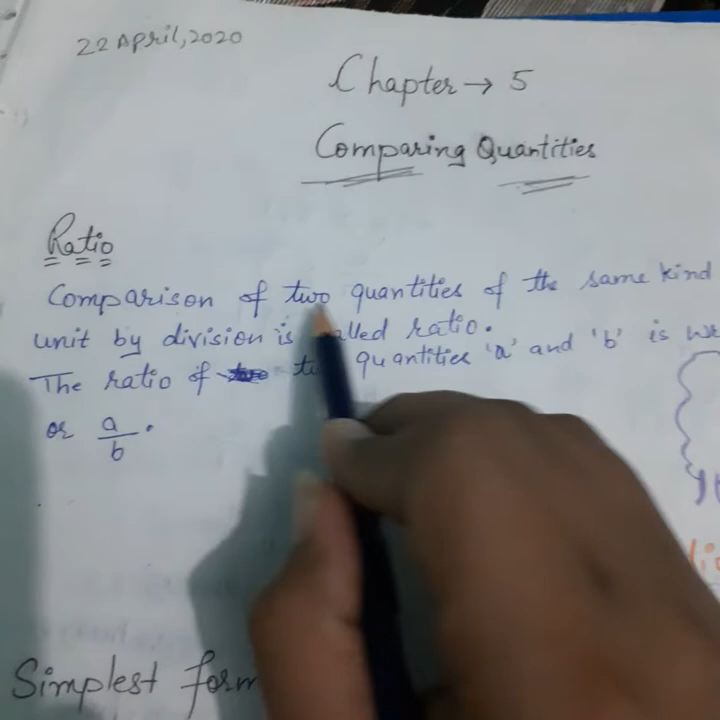 22 April, 2020
Chapter → 5
Comparing Quantities
Ratio
Comparison of two quantities of the same kind
unit by division is called ratio.
The ratio of two quantities 'a' and 'b' is
or a/b.
Simplest form